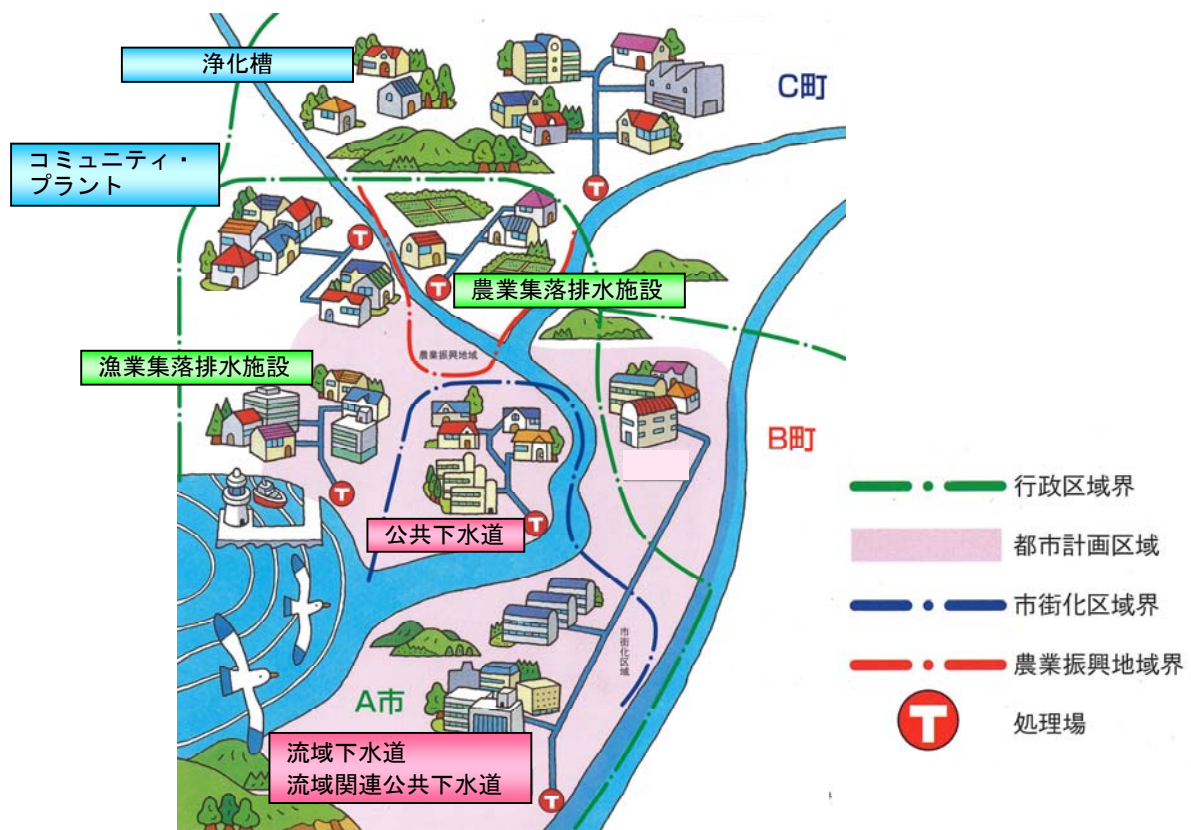 浄化槽
C町
コミュニティ・
プラント
T
T
T
農業集落排水施設
農業振興地域
漁業集落排水施設
B町
T
公共下水道
T
市街化区域
A市
流域下水道
流域関連公共下水道
T
行政区域界
都市計画区域
市街化区域界
農業振興地域界
T
処理場